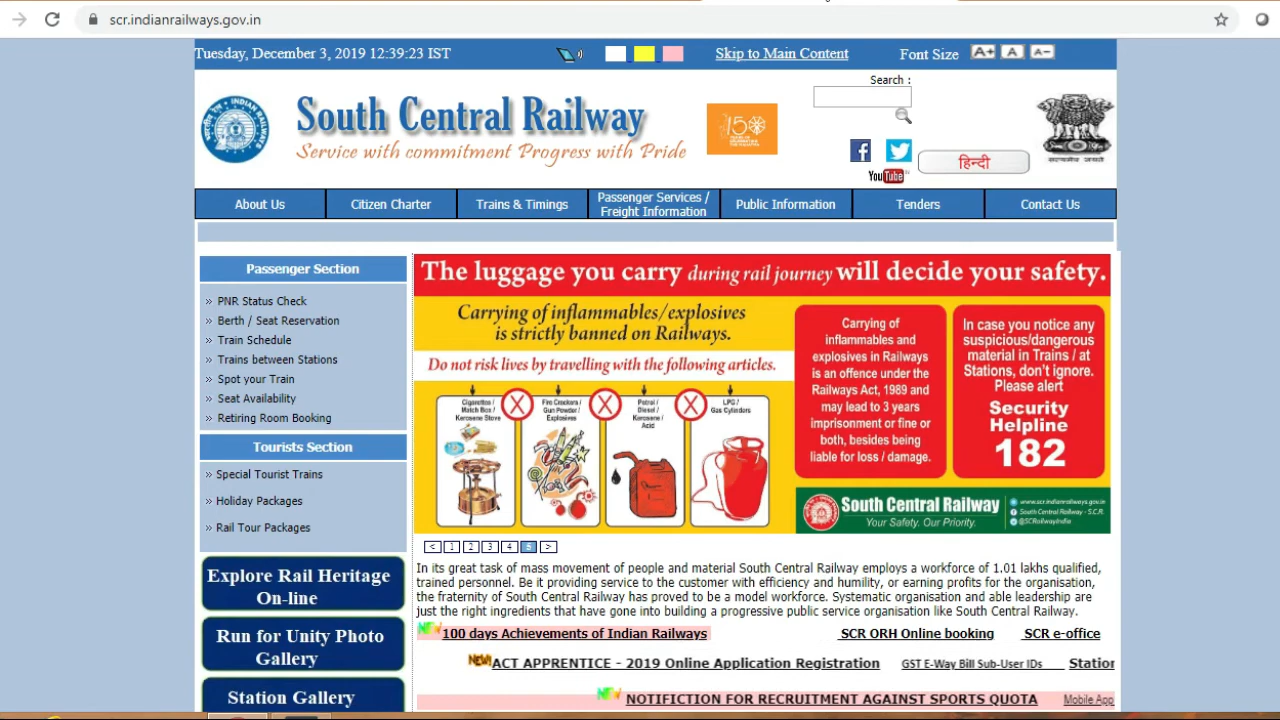 scr.indianrailways.gov.in
Tuesday, December 3, 2019 12:39:23 IST
Skip to Main Content
Font Size A+ A A-
Search :
South Central Railway
Service with commitment Progress with Pride
150
हिन्दी
सत्यमेव जयते
You Tube
About Us
Citizen Charter
Trains & Timings
Passenger Services /
Freight Information
Public Information
Tenders
Contact Us
Passenger Section
» PNR Status Check
» Berth / Seat Reservation
» Train Schedule
» Trains between Stations
» Spot your Train
» Seat Availability
» Retiring Room Booking
Tourists Section
» Special Tourist Trains
» Holiday Packages
» Rail Tour Packages
Explore Rail Heritage
On-line
Run for Unity Photo
Gallery
Station Gallery
The luggage you carry during rail journey will decide your safety.
Carrying of inflammables/explosives
is strictly banned on Railways.
Do not risk lives by travelling with the following articles.
Cigarettes /
Match Box /
Kerosene Stove
Fire Crackers /
Gun Powder /
Explosives
Petrol /
Diesel /
Kerosene /
Acid
LPG /
Gas Cylinders
Carrying of
inflammables and
explosives in Railways
is an offence under the
Railways Act, 1989 and
may lead to 3 years
imprisonment or fine or
both, besides being
liable for loss / damage.
In case you notice any
suspicious/dangerous
material in Trains / at
Stations, don't ignore.
Please alert
Security
Helpline
182
South Central Railway
Your Safety. Our Priority.
www.scr.indianrailways.gov.in
South Central Railway - S.C.R.
@SCRailwayIndia
< 1 2 3 4 5 >
In its great task of mass movement of people and material South Central Railway employs a workforce of 1.01 lakhs qualified,
trained personnel. Be it providing service to the customer with efficiency and humility, or earning profits for the organisation,
the fraternity of South Central Railway has proved to be a model workforce. Systematic organisation and able leadership are
just the right ingredients that have gone into building a progressive public service organisation like South Central Railway.
NEW 100 days Achievements of Indian Railways SCR ORH Online booking SCR e-office
NEW! ACT APPRENTICE - 2019 Online Application Registration GST E-Way Bill Sub-User IDs Station
NEW NOTIFICTION FOR RECRUITMENT AGAINST SPORTS QUOTA Mobile App